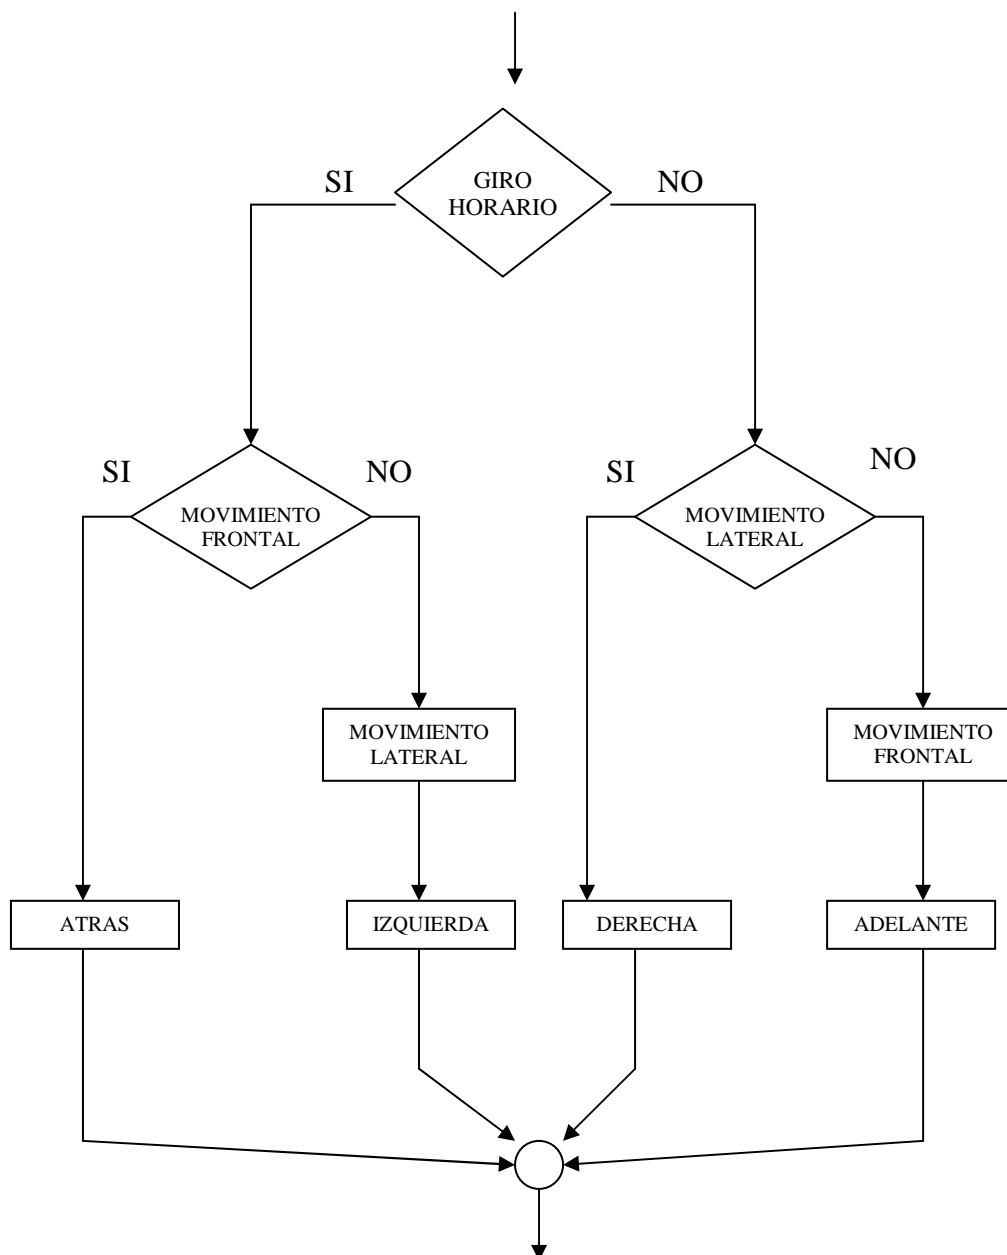 SI
GIRO
HORARIO
NO
SI
MOVIMIENTO
FRONTAL
NO
SI
MOVIMIENTO
LATERAL
NO
MOVIMIENTO
LATERAL
MOVIMIENTO
FRONTAL
ATRAS
IZQUIERDA
DERECHA
ADELANTE